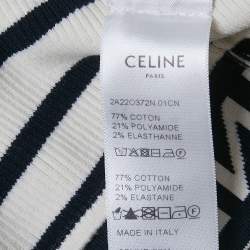 CELINE
PARIS
2A22O372N.01CN
77% COTON
21% POLYAMIDE
2% ELASTHANNE
77% COTTON
21% POLYAMIDE
2% ELASTANE
MADE IN ITALY